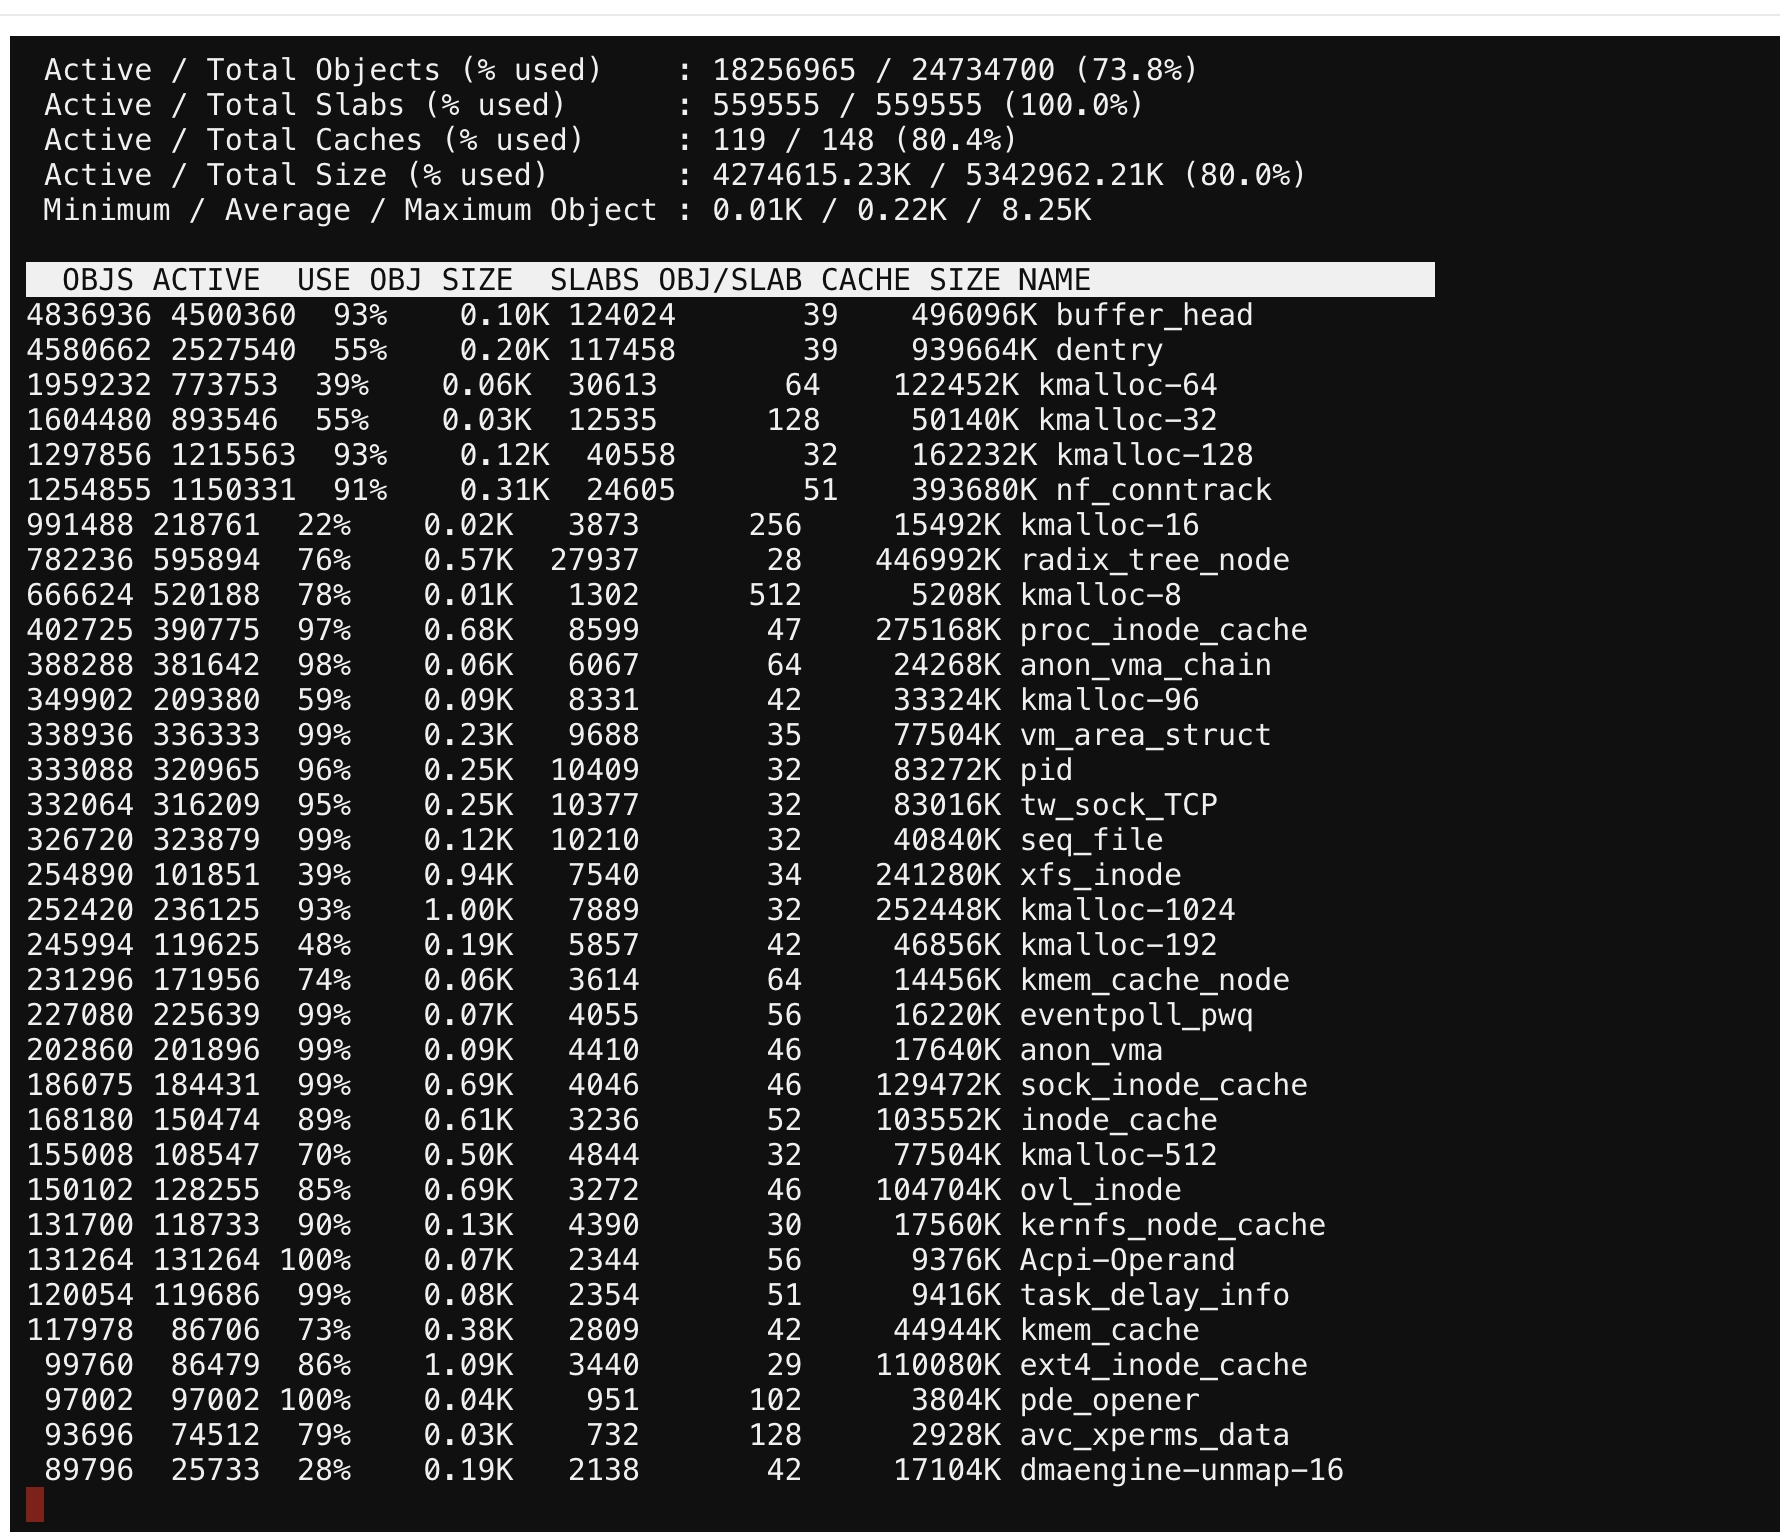 Active / Total Objects (% used)    : 18256965 / 24734700 (73.8%)
Active / Total Slabs (% used)      : 559555 / 559555 (100.0%)
Active / Total Caches (% used)     : 119 / 148 (80.4%)
Active / Total Size (% used)       : 4274615.23K / 5342962.21K (80.0%)
Minimum / Average / Maximum Object : 0.01K / 0.22K / 8.25K
OBJS ACTIVE  USE OBJ SIZE  SLABS OBJ/SLAB CACHE SIZE NAME
4836936 4500360  93%    0.10K 124024       39    496096K buffer_head
4580662 2527540  55%    0.20K 117458       39    939664K dentry
1959232 773753  39%    0.06K  30613       64    122452K kmalloc-64
1604480 893546  55%    0.03K  12535      128     50140K kmalloc-32
1297856 1215563  93%    0.12K  40558       32    162232K kmalloc-128
1254855 1150331  91%    0.31K  24605       51    393680K nf_conntrack
991488 218761  22%    0.02K   3873      256     15492K kmalloc-16
782236 595894  76%    0.57K  27937       28    446992K radix_tree_node
666624 520188  78%    0.01K   1302      512      5208K kmalloc-8
402725 390775  97%    0.68K   8599       47    275168K proc_inode_cache
388288 381642  98%    0.06K   6067       64     24268K anon_vma_chain
349902 209380  59%    0.09K   8331       42     33324K kmalloc-96
338936 336333  99%    0.23K   9688       35     77504K vm_area_struct
333088 320965  96%    0.25K  10409       32     83272K pid
332064 316209  95%    0.25K  10377       32     83016K tw_sock_TCP
326720 323879  99%    0.12K  10210       32     40840K seq_file
254890 101851  39%    0.94K   7540       34    241280K xfs_inode
252420 236125  93%    1.00K   7889       32    252448K kmalloc-1024
245994 119625  48%    0.19K   5857       42     46856K kmalloc-192
231296 171956  74%    0.06K   3614       64     14456K kmem_cache_node
227080 225639  99%    0.07K   4055       56     16220K eventpoll_pwq
202860 201896  99%    0.09K   4410       46     17640K anon_vma
186075 184431  99%    0.69K   4046       46    129472K sock_inode_cache
168180 150474  89%    0.61K   3236       52    103552K inode_cache
155008 108547  70%    0.50K   4844       32     77504K kmalloc-512
150102 128255  85%    0.69K   3272       46    104704K ovl_inode
131700 118733  90%    0.13K   4390       30     17560K kernfs_node_cache
131264 131264 100%    0.07K   2344       56      9376K Acpi-Operand
120054 119686  99%    0.08K   2354       51      9416K task_delay_info
117978  86706  73%    0.38K   2809       42     44944K kmem_cache
99760  86479  86%    1.09K   3440       29    110080K ext4_inode_cache
97002  97002 100%    0.04K    951      102      3804K pde_opener
93696  74512  79%    0.03K    732      128      2928K avc_xperms_data
89796  25733  28%    0.19K   2138       42     17104K dmaengine-unmap-16